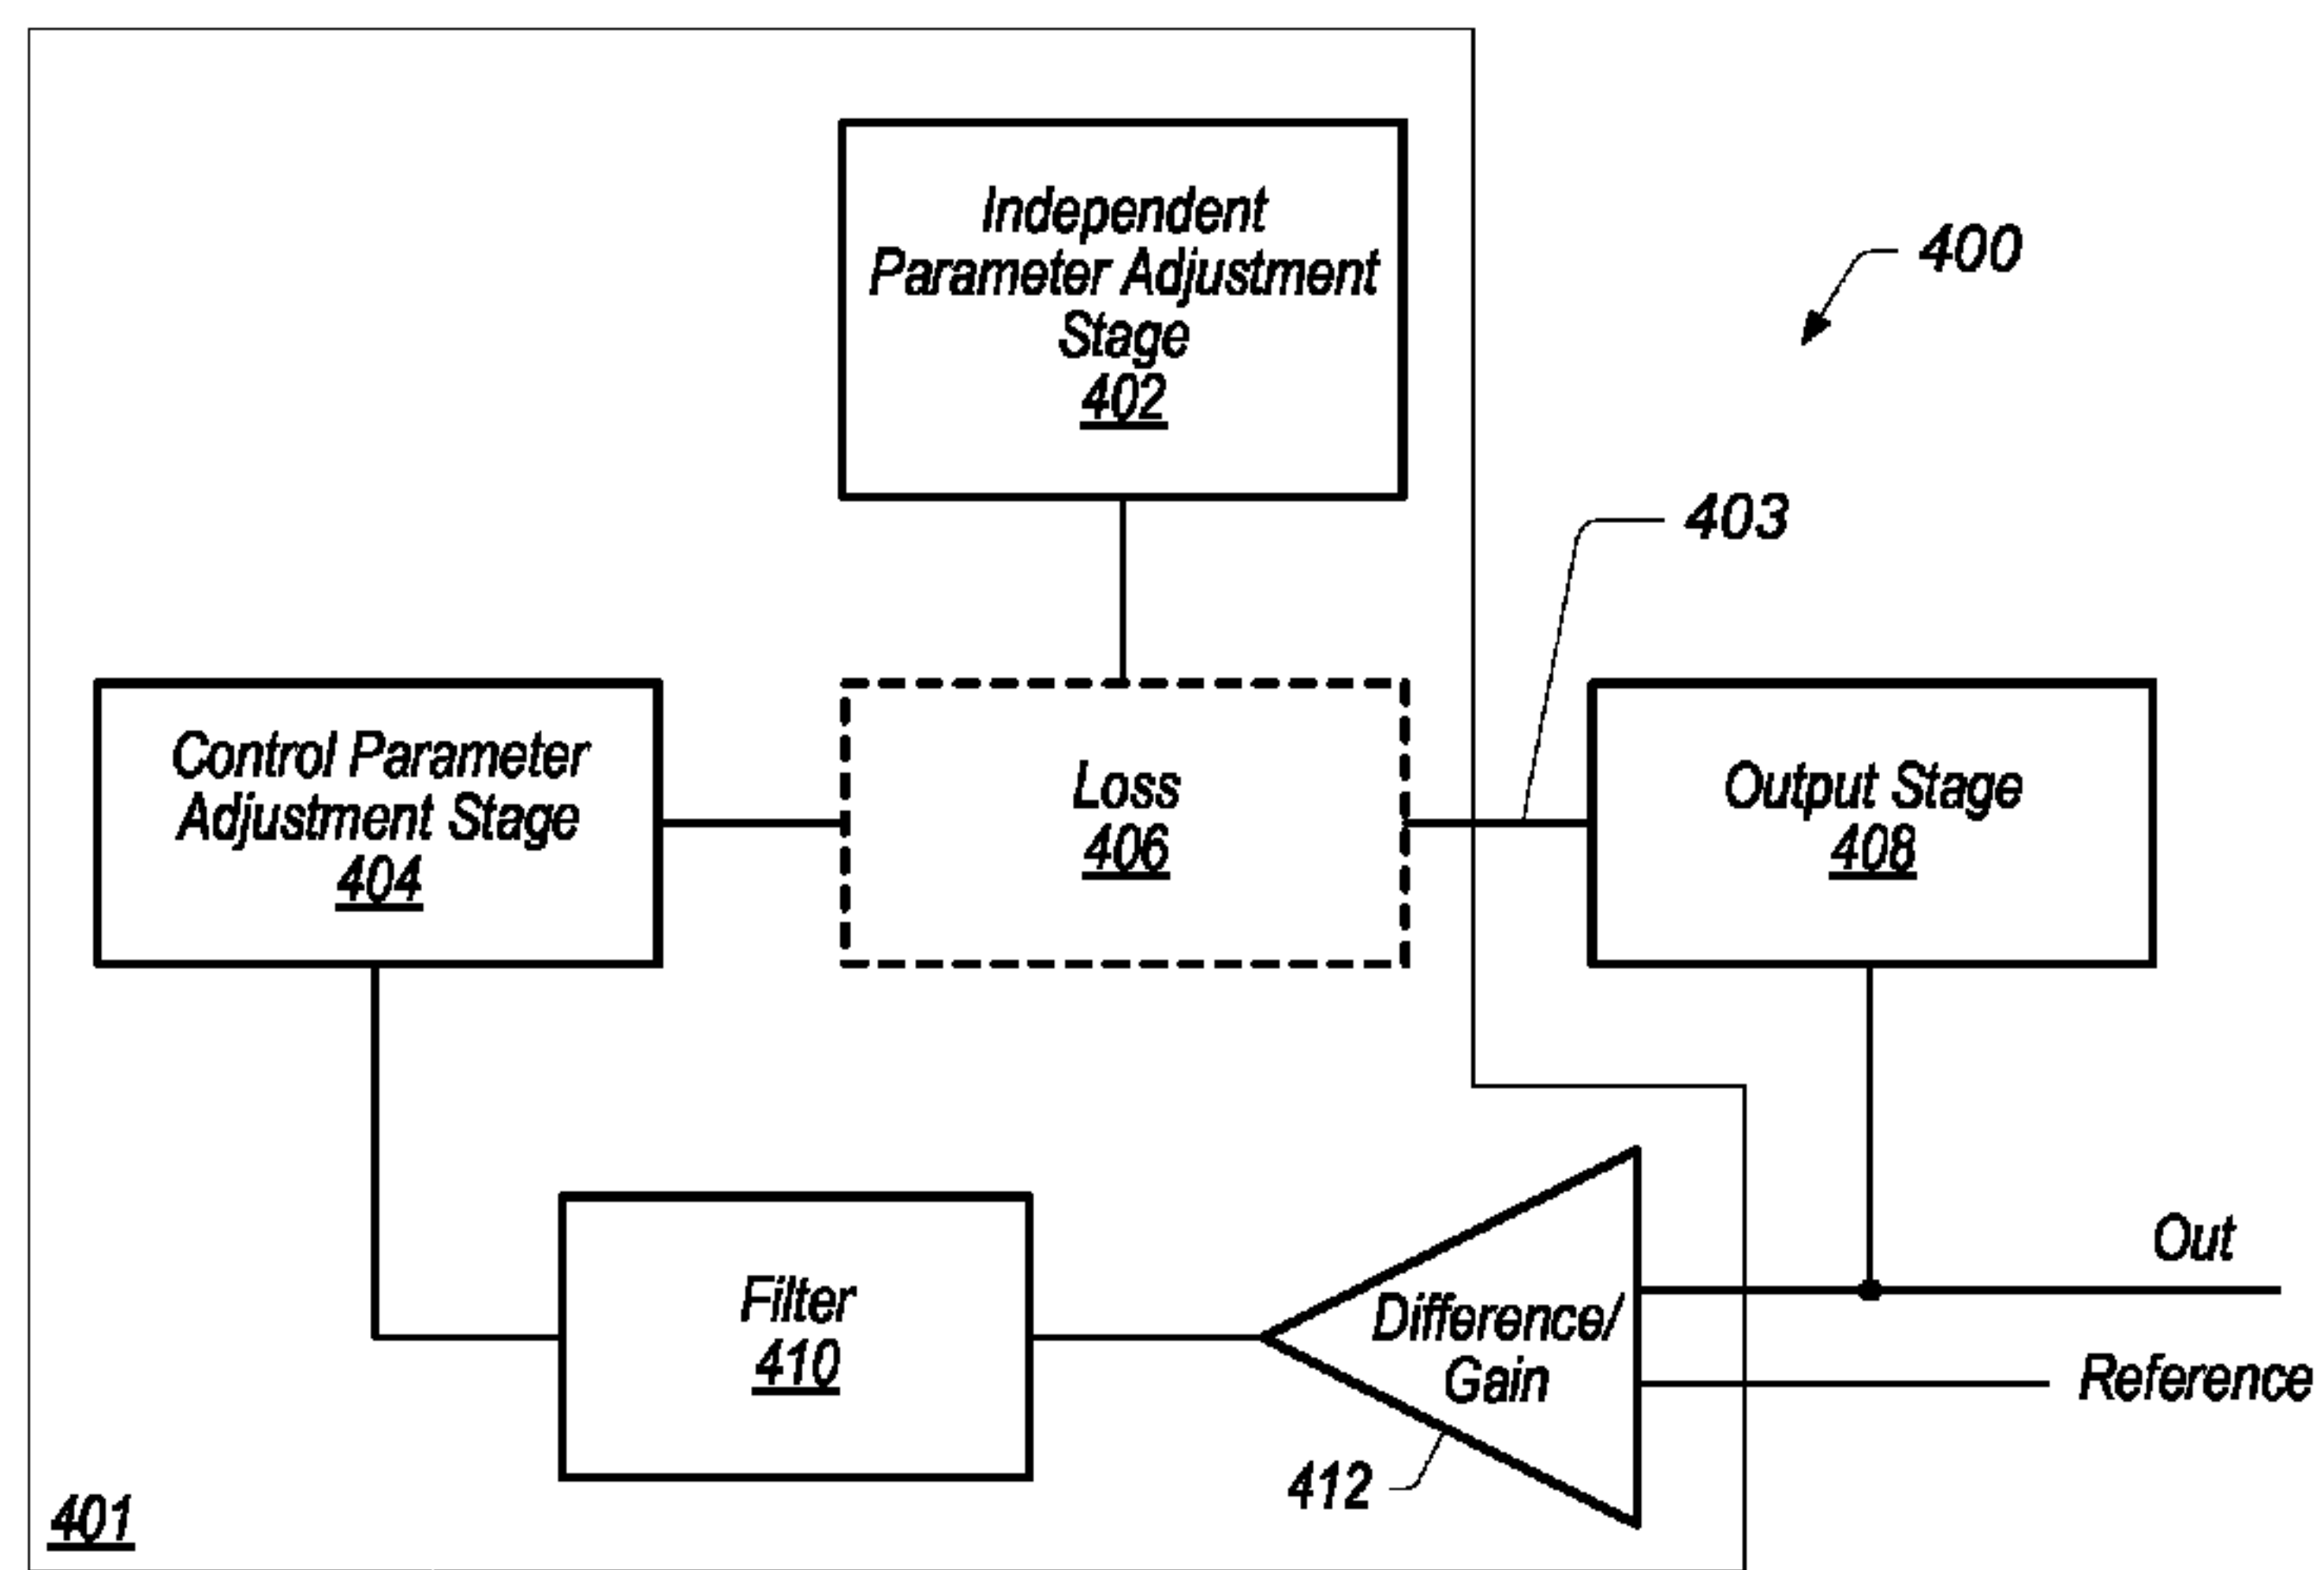 Independent
Parameter Adjustment
Stage
402
400
403
Control Parameter
Adjustment Stage
404
Loss
406
Output Stage
408
Filter
410
Difference/
Gain
412
Out
Reference
401